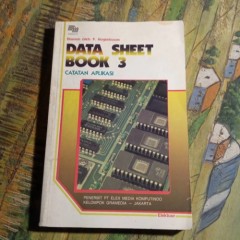 DATA SHEET
BOOK 3
CATATAN APLIKASI
PENERBIT PT ELEX MEDIA KOMPUTINDO
KELOMPOK GRAMEDIA — JAKARTA